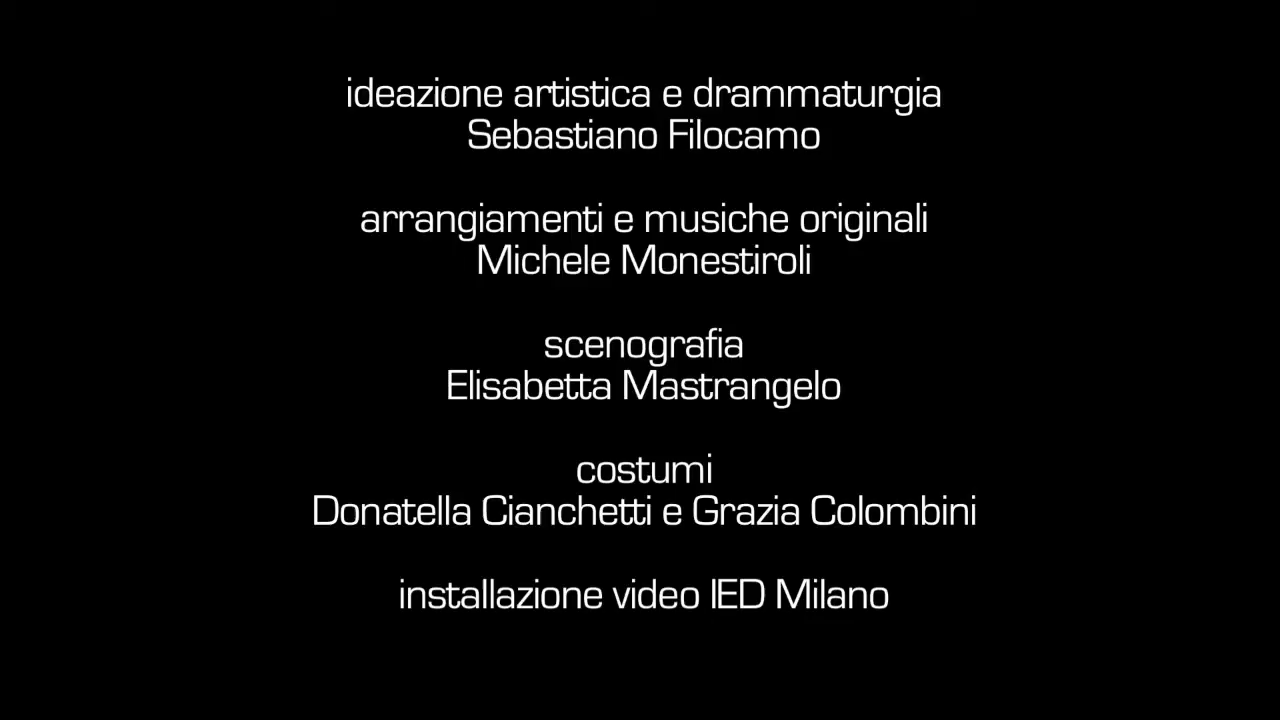 ideazione artistica e drammaturgia
Sebastiano Filocamo
arrangiamenti e musiche originali
Michele Monestiroli
scenografia
Elisabetta Mastrangelo
costumi
Donatella Cianchetti e Grazia Colombini
installazione video IED Milano